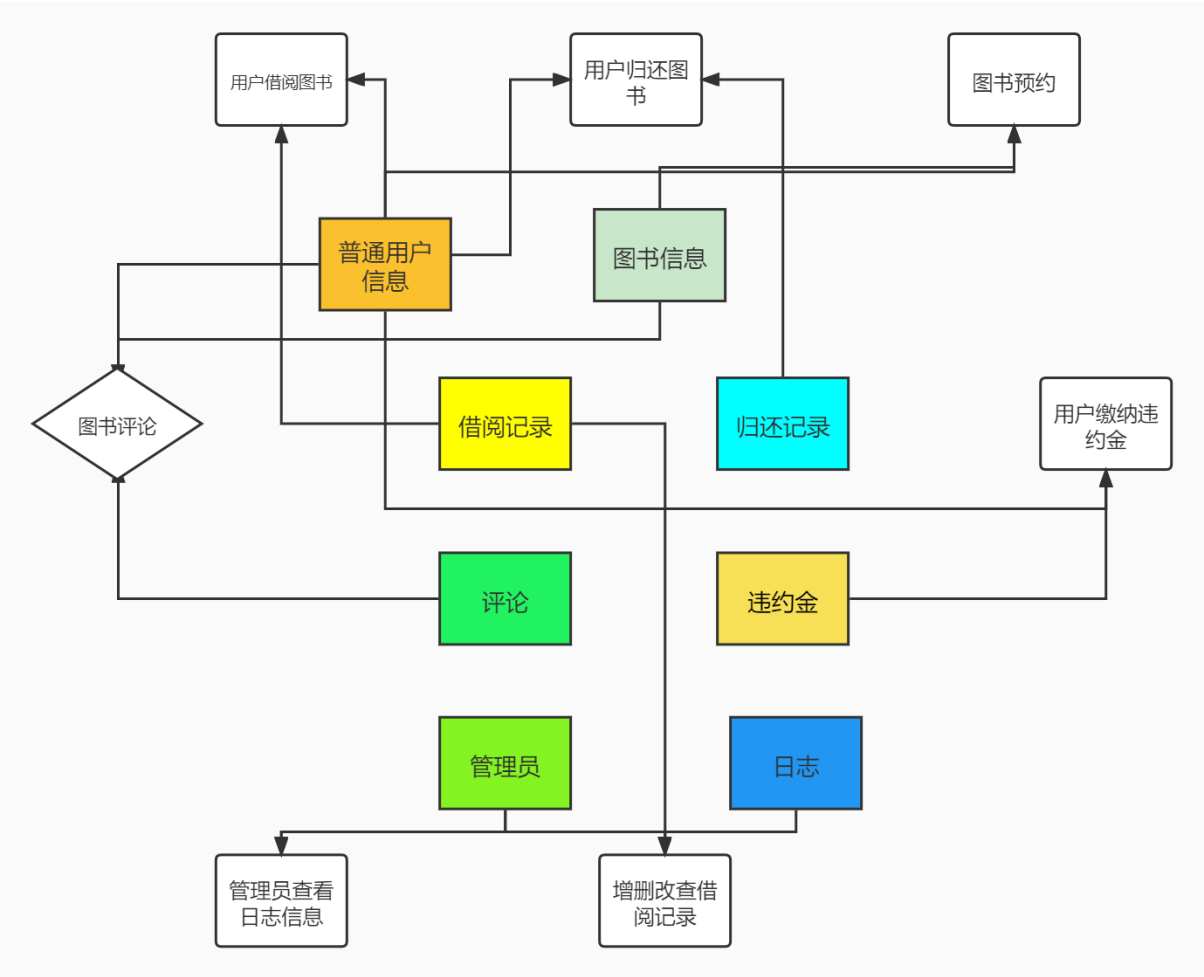 用户借阅图书
用户归还图
书
图书预约
普通用户
信息
图书信息
图书评论
借阅记录
归还记录
用户缴纳违
约金
评论
违约金
管理员
日志
管理员查看
日志信息
增删改查借
阅记录